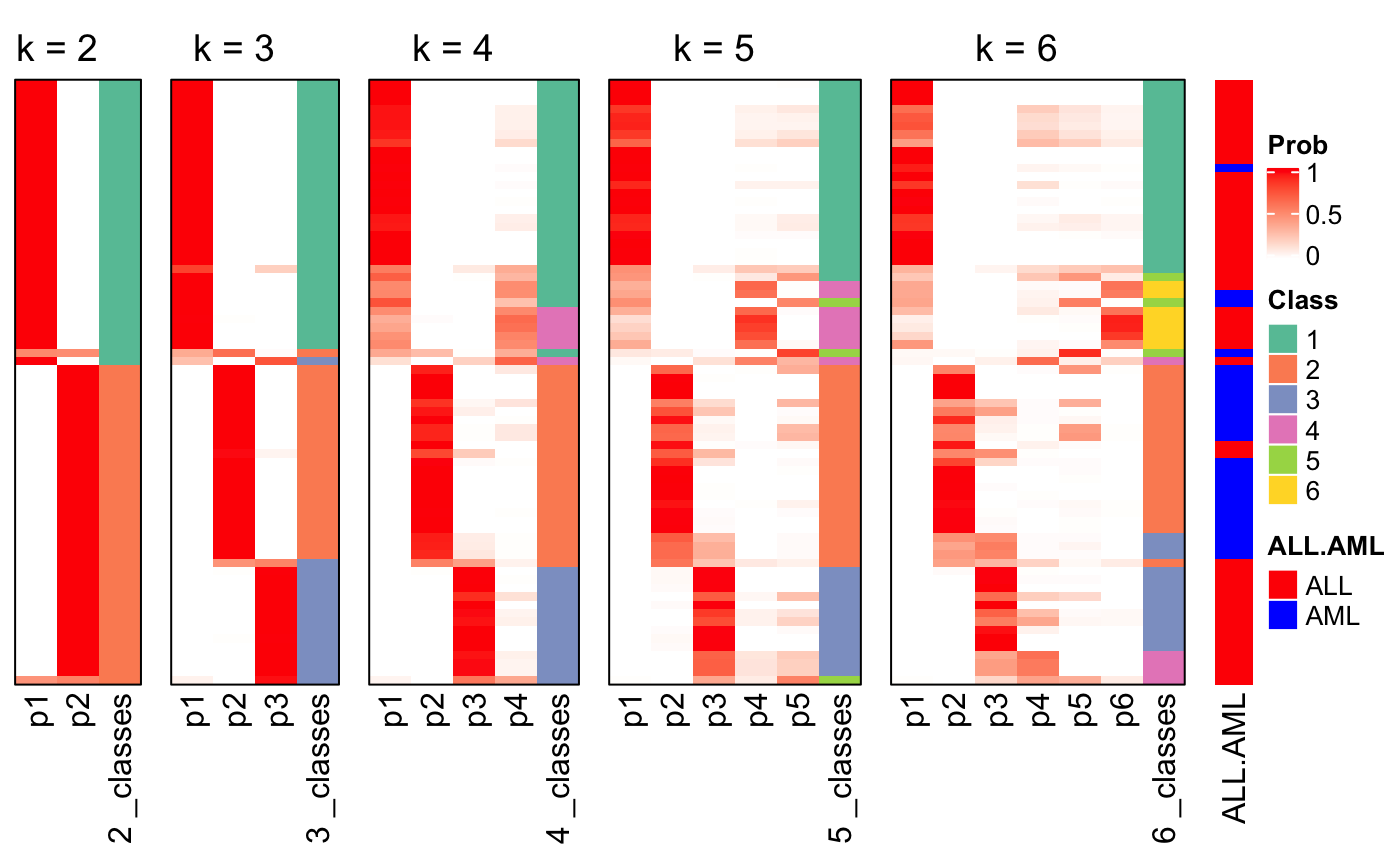 k = 2
k = 3
k = 4
k = 5
k = 6
p1
p2
2_classes
p1
p2
p3
3_classes
p1
p2
p3
p4
4_classes
p1
p2
p3
p4
p5
5_classes
p1
p2
p3
p4
p5
p6
6_classes
ALL.AML
Prob
1
0.5
0
Class
1
2
3
4
5
6
ALL.AML
ALL
AML